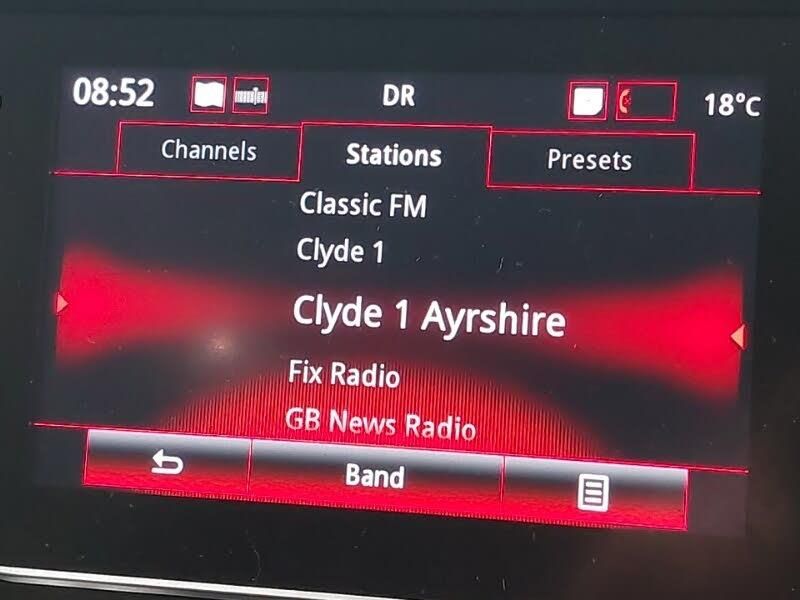 08:52 DR 18°C
Channels Stations Presets
Classic FM
Clyde 1
Clyde 1 Ayrshire
Fix Radio
GB News Radio
Band